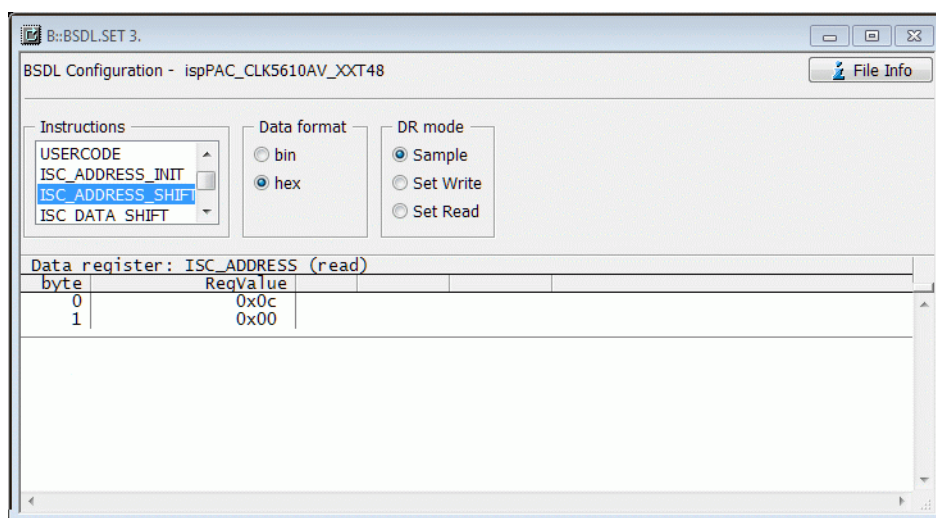 B::BSDL.SET 3.
BSDL Configuration - ispPAC_CLK5610AV_XXT48
File Info
Instructions
USERCODE
ISC_ADDRESS_INIT
ISC_ADDRESS_SHIFT
ISC_DATA_SHIFT
Data format
bin
hex
DR mode
Sample
Set Write
Set Read
Data register: ISC_ADDRESS (read)
byte RegValue
0 0x0c
1 0x00